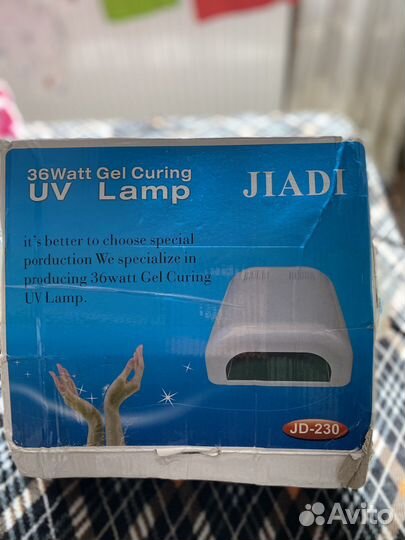 36Watt Gel Curing
UV Lamp
JIADI
it's better to choose special
porduction We specialize in
producing 36watt Gel Curing
UV Lamp.
JD-230
Avito